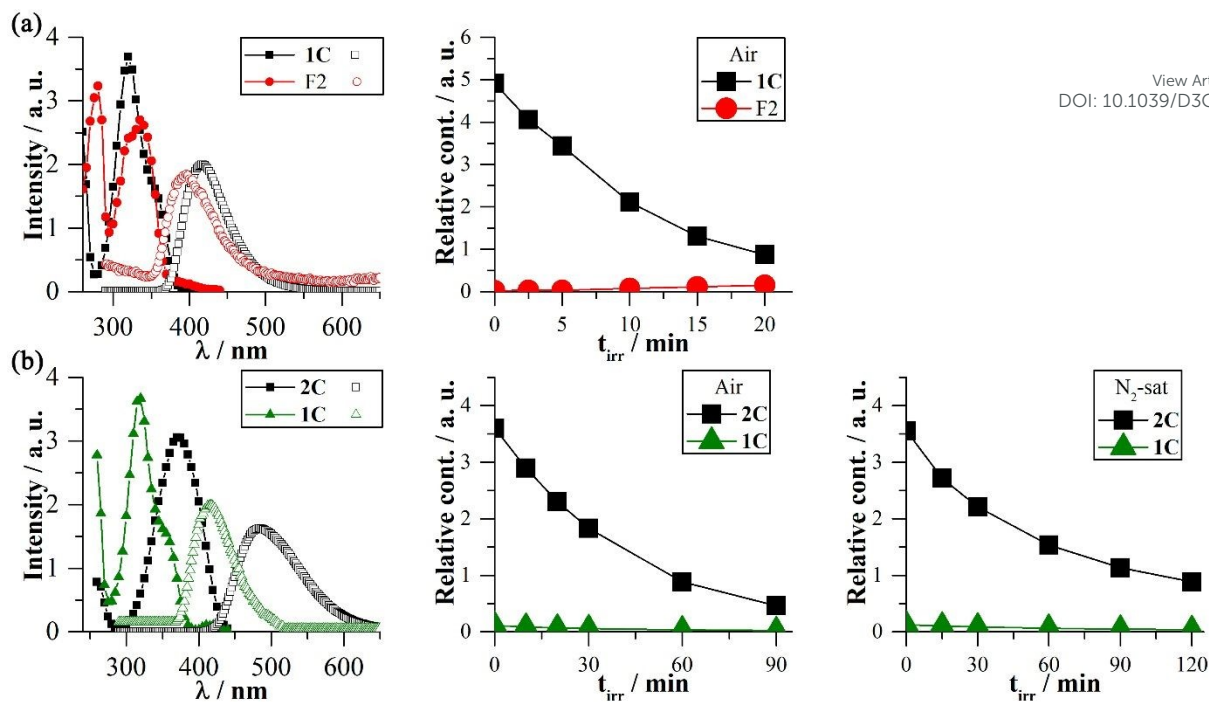 (a)
Intensity / a. u.
4
3
2
1
0
300 400 500 600
λ / nm
1C
F2
Relative cont. / a. u.
6
5
4
3
2
1
0
0 5 10 15 20
t_irr / min
Air
1C
F2
View Art
DOI: 10.1039/D3C
(b)
Intensity / a. u.
4
3
2
1
0
300 400 500 600
λ / nm
2C
1C
Relative cont. / a. u.
4
3
2
1
0
0 30 60 90
t_irr / min
Air
2C
1C
Relative cont. / a. u.
4
3
2
1
0
0 30 60 90 120
t_irr / min
N₂-sat
2C
1C